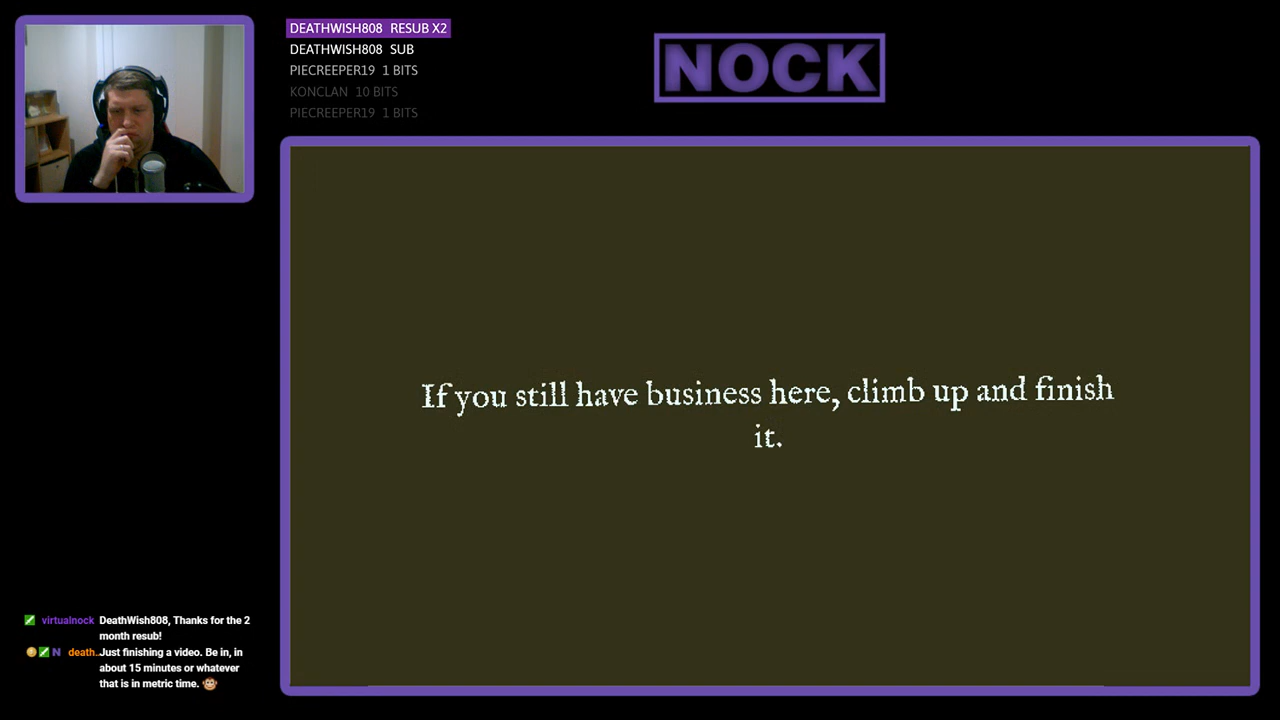 DEATHWISH808 RESUB X2
DEATHWISH808 SUB
PIECREEPER19 1 BITS
KONCLAN 10 BITS
PIECREEPER19 1 BITS
NOCK
If you still have business here, climb up and finish
it.
virtualnock DeathWish808, Thanks for the 2
month resub!
N death.. Just finishing a video. Be in, in
about 15 minutes or whatever
that is in metric time.